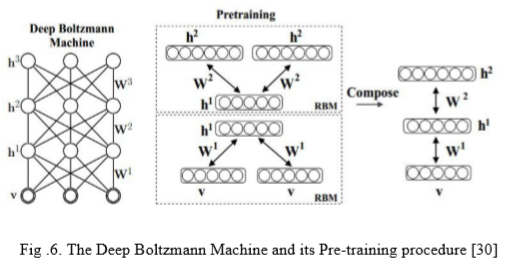 Deep Boltzmann
Machine
h³
W³
h²
W²
h¹
W¹
v
Pretraining
h² h²
W² W²
h¹
RBM
h¹
W¹ W¹
v v
RBM
Compose
h²
W²
h¹
W¹
v
Fig .6. The Deep Boltzmann Machine and its Pre-training procedure [30]